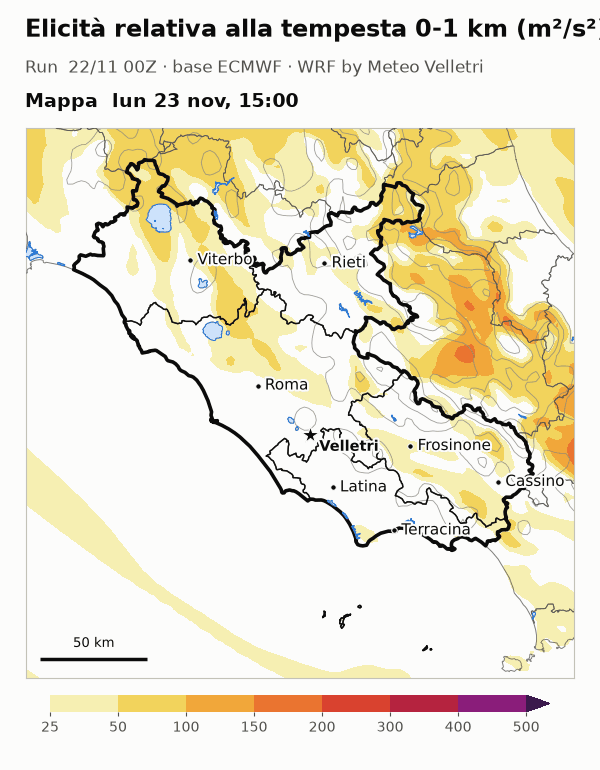 Elicità relativa alla tempesta 0-1 km (m²/s²)
Run 22/11 00Z · base ECMWF · WRF by Meteo Velletri
Mappa lun 23 nov, 15:00
Viterbo
Rieti
Roma
Velletri
Frosinone
Cassino
Latina
Terracina
50 km
25 50 100 150 200 300 400 500